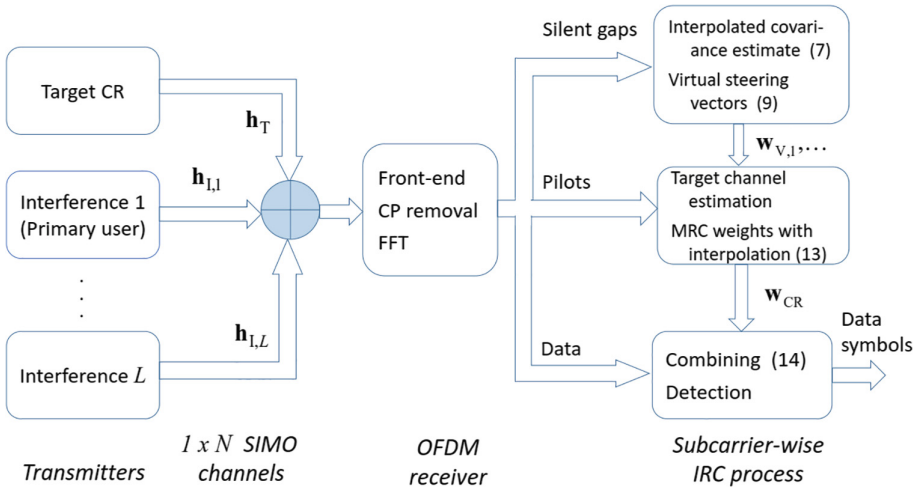 Target CR
h_T
Interference 1
(Primary user)
h_I,1
.
.
.
Interference L
h_I,L
Front-end
CP removal
FFT
Silent gaps
Pilots
Data
Interpolated covari-
ance estimate (7)
Virtual steering
vectors (9)
w_V,1,...
Target channel
estimation
MRC weights with
interpolation (13)
w_CR
Combining (14)
Detection
Data
symbols
Transmitters
1 x N SIMO
channels
OFDM
receiver
Subcarrier-wise
IRC process